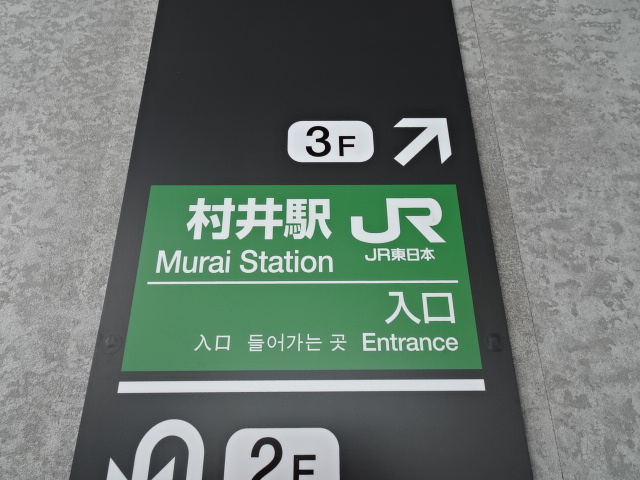 3F
村井駅 JR
Murai Station JR東日本
入口
入口 들어가는 곳 Entrance
2F